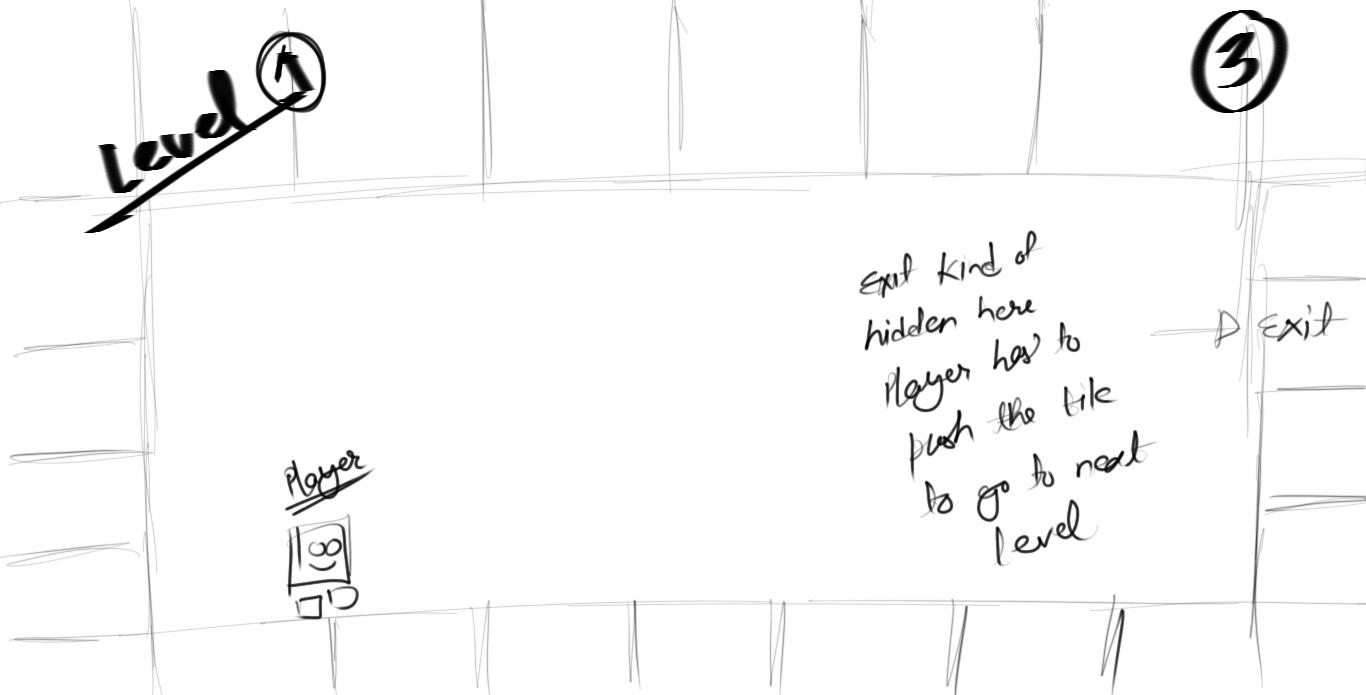 Level 1
3
Exit kind of
hidden here
Player has to
push the tile
to go to next
level
Exit
Player